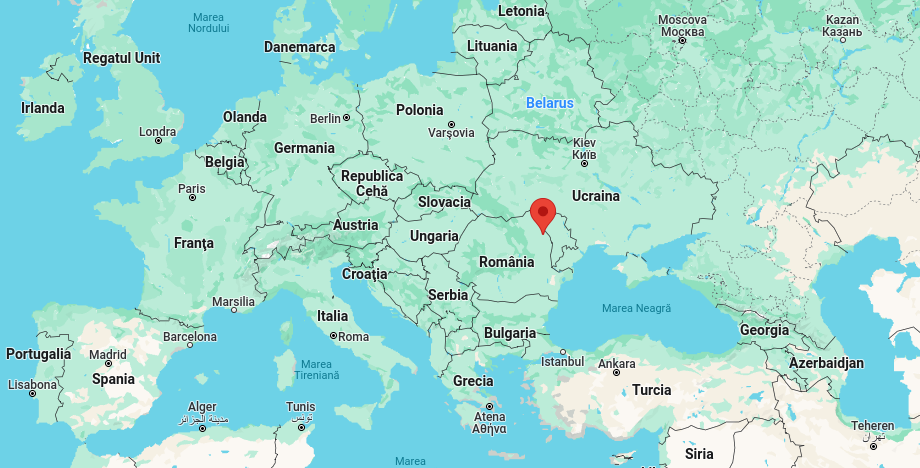 Letonia
Marea
Nordului
Moscova
Москва
Kazan
Казань
Danemarca
Lituania
Regatul Unit
Irlanda
Belarus
Polonia
Olanda
Berlin
Londra
Varșovia
Germania
Kiev
Київ
Belgia
Republica
Cehă
Paris
Ucraina
Slovacia
Austria
Ungaria
Franţa
România
Croaţia
Serbia
Marsilia
Marea Neagră
Italia
Georgia
Bulgaria
Barcelona
Roma
Portugalia
Madrid
Istanbul
Ankara
Azerbaidjan
Marea
Tireniană
Spania
Grecia
Lisabona
Turcia
Alger
مدينة الجزائر
Tunis
تونس
Atena
Αθήνα
Teheren
تهران
Siria
Marea